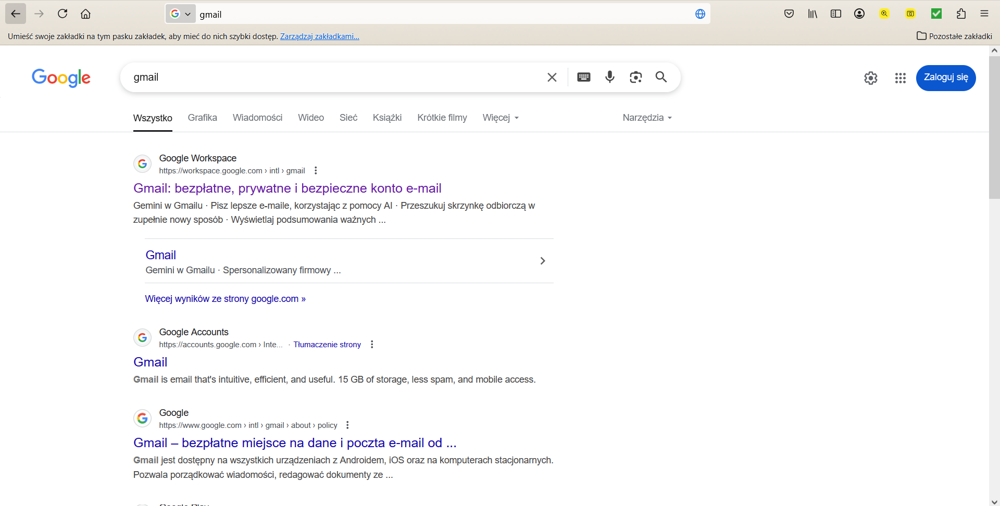 gmail
Umieść swoje zakładki na tym pasku zakładek, aby mieć do nich szybki dostęp. Zarządzaj zakładkami...
Pozostałe zakładki
Google
gmail
Zaloguj się
Wszystko Grafika Wiadomości Wideo Sieć Książki Krótkie filmy Więcej Narzędzia
Google Workspace
https://workspace.google.com › intl › gmail
Gmail: bezpłatne, prywatne i bezpieczne konto e-mail
Gemini w Gmailu · Pisz lepsze e-maile, korzystając z pomocy AI · Przeszukuj skrzynkę odbiorczą w
zupełnie nowy sposób · Wyświetlaj podsumowania ważnych ...
Gmail
Gemini w Gmailu · Spersonalizowany firmowy ...
Więcej wyników ze strony google.com »
Google Accounts
https://accounts.google.com › Inte... · Tłumaczenie strony
Gmail
Gmail is email that's intuitive, efficient, and useful. 15 GB of storage, less spam, and mobile access.
Google
https://www.google.com › intl › gmail › about › policy
Gmail – bezpłatne miejsce na dane i poczta e-mail od ...
Gmail jest dostępny na wszystkich urządzeniach z Androidem, iOS oraz na komputerach stacjonarnych.
Pozwala porządkować wiadomości, redagować dokumenty ze ...
Google Play